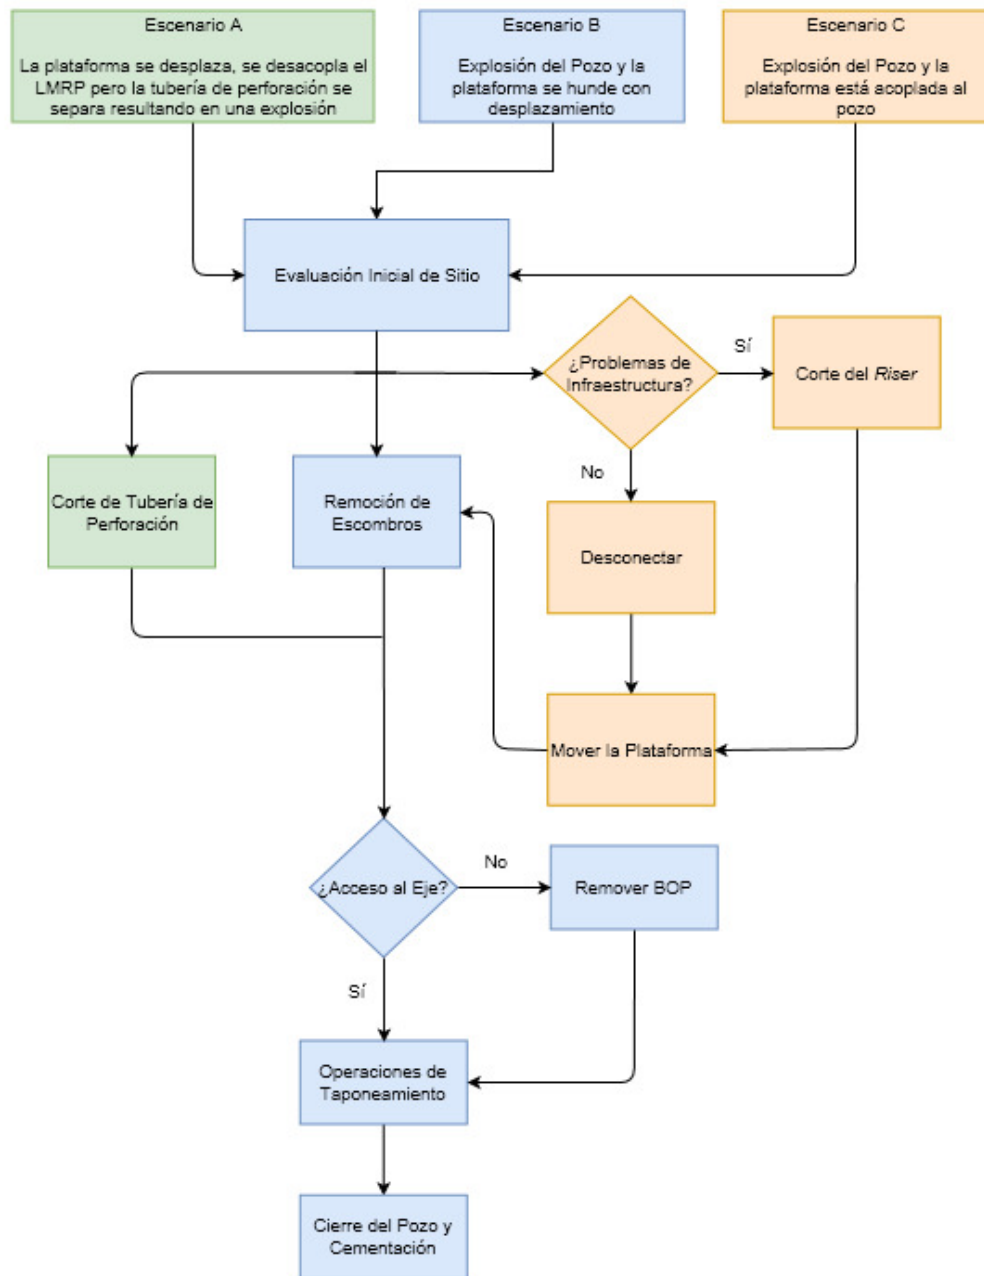 Escenario A
La plataforma se desplaza, se desacopla el
LMRP pero la tubería de perforación se
separa resultando en una explosión
Escenario B
Explosión del Pozo y la
plataforma se hunde con
desplazamiento
Escenario C
Explosión del Pozo y la
plataforma está acoplada al
pozo
Evaluación Inicial de Sitio
¿Problemas de
Infraestructura?
Sí
Corte del Riser
No
Corte de Tubería de
Perforación
Remoción de
Escombros
Desconectar
Mover la Plataforma
¿Acceso al Eje?
No
Remover BOP
Sí
Operaciones de
Taponeamiento
Cierre del Pozo y
Cementación